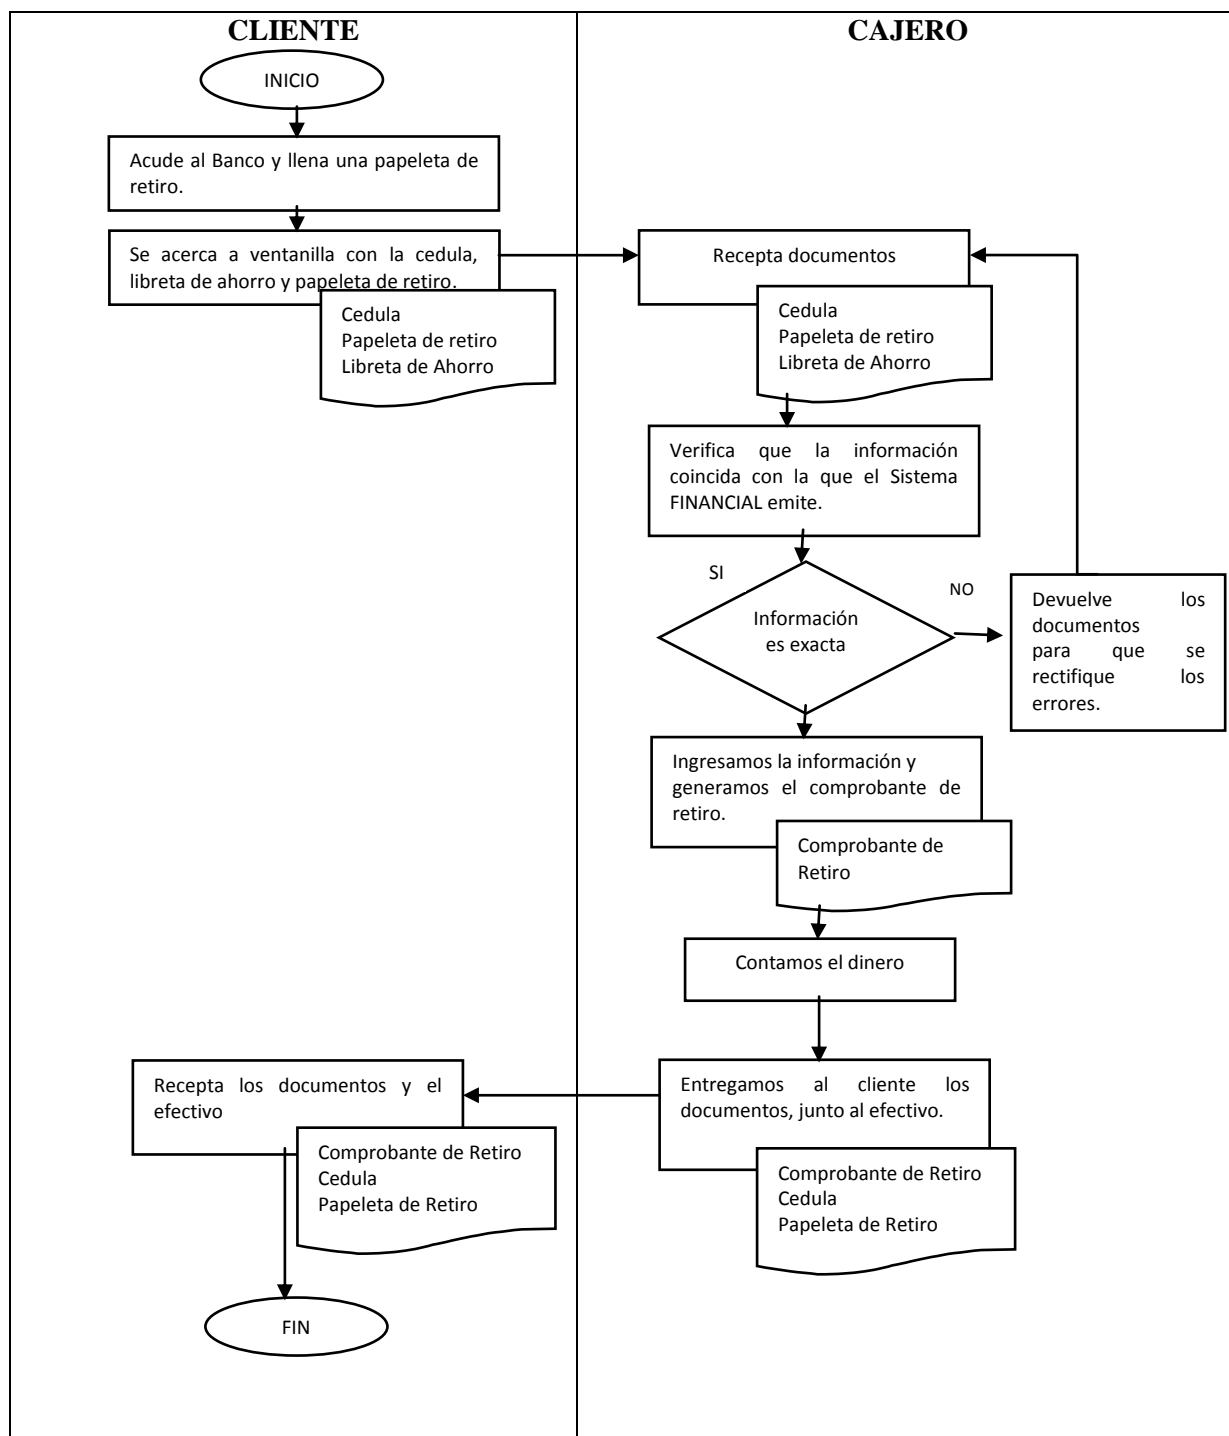 CLIENTE
CAJERO
INICIO
Acude al Banco y llena una papeleta de
retiro.
Se acerca a ventanilla con la cedula,
libreta de ahorro y papeleta de retiro.
Cedula
Papeleta de retiro
Libreta de Ahorro
Recepta documentos
Cedula
Papeleta de retiro
Libreta de Ahorro
Verifica que la información
coincida con la que el Sistema
FINANCIAL emite.
SI
NO
Información
es exacta
Devuelve los
documentos
para que se
rectifique los
errores.
Ingresamos la información y
generamos el comprobante de
retiro.
Comprobante de
Retiro
Contamos el dinero
Entregamos al cliente los
documentos, junto al efectivo.
Comprobante de Retiro
Cedula
Papeleta de Retiro
Recepta los documentos y el
efectivo
Comprobante de Retiro
Cedula
Papeleta de Retiro
FIN